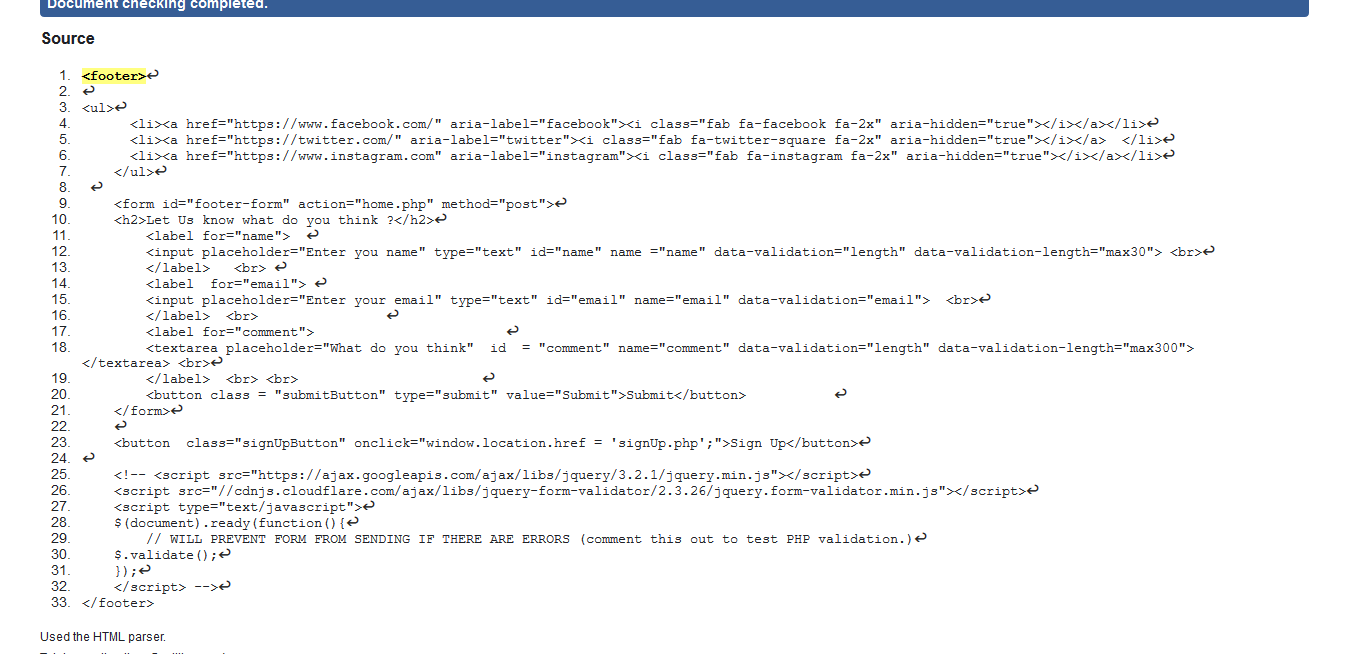 Document checking completed.
Source
1. <footer>↩
2. ↩
3. <ul>↩
4. <li><a href="https://www.facebook.com/" aria-label="facebook"><i class="fab fa-facebook fa-2x" aria-hidden="true"></i></a></li>↩
5. <li><a href="https://twitter.com/" aria-label="twitter"><i class="fab fa-twitter-square fa-2x" aria-hidden="true"></i></a>  </li>↩
6. <li><a href="https://www.instagram.com" aria-label="instagram"><i class="fab fa-instagram fa-2x" aria-hidden="true"></i></a></li>↩
7. </ul>↩
8. ↩
9. <form id="footer-form" action="home.php" method="post">↩
10. <h2>Let Us know what do you think ?</h2>↩
11. <label for="name">  ↩
12. <input placeholder="Enter you name" type="text" id="name" name ="name" data-validation="length" data-validation-length="max30"> <br>↩
13. </label>   <br> ↩
14. <label  for="email"> ↩
15. <input placeholder="Enter your email" type="text" id="email" name="email" data-validation="email">  <br>↩
16. </label>  <br> ↩
17. <label for="comment"> ↩
18. <textarea placeholder="What do you think"  id  = "comment" name="comment" data-validation="length" data-validation-length="max300">
</textarea> <br>↩
19. </label>  <br> <br> ↩
20. <button class = "submitButton" type="submit" value="Submit">Submit</button> ↩
21. </form>↩
22. ↩
23. <button  class="signUpButton" onclick="window.location.href = 'signUp.php';">Sign Up</button>↩
24. ↩
25. <!-- <script src="https://ajax.googleapis.com/ajax/libs/jquery/3.2.1/jquery.min.js"></script>↩
26. <script src="//cdnjs.cloudflare.com/ajax/libs/jquery-form-validator/2.3.26/jquery.form-validator.min.js"></script>↩
27. <script type="text/javascript">↩
28. $(document).ready(function(){↩
29. // WILL PREVENT FORM FROM SENDING IF THERE ARE ERRORS (comment this out to test PHP validation.)↩
30. $.validate();↩
31. });↩
32. </script> -->↩
33. </footer>
Used the HTML parser.